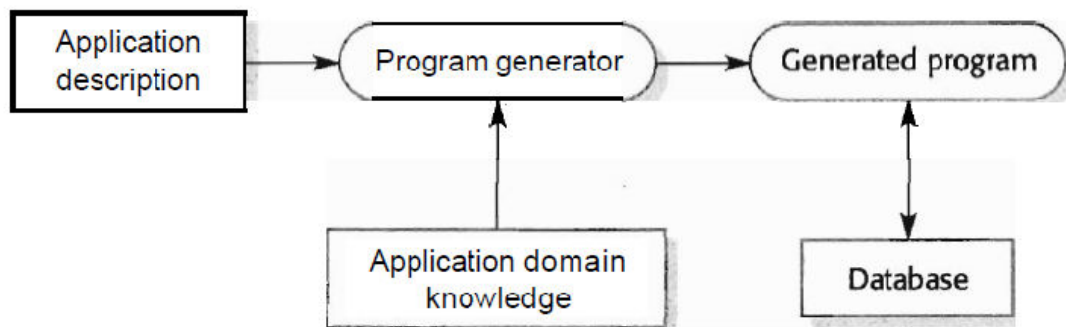 Application
description
Program generator
Generated program
Application domain
knowledge
Database